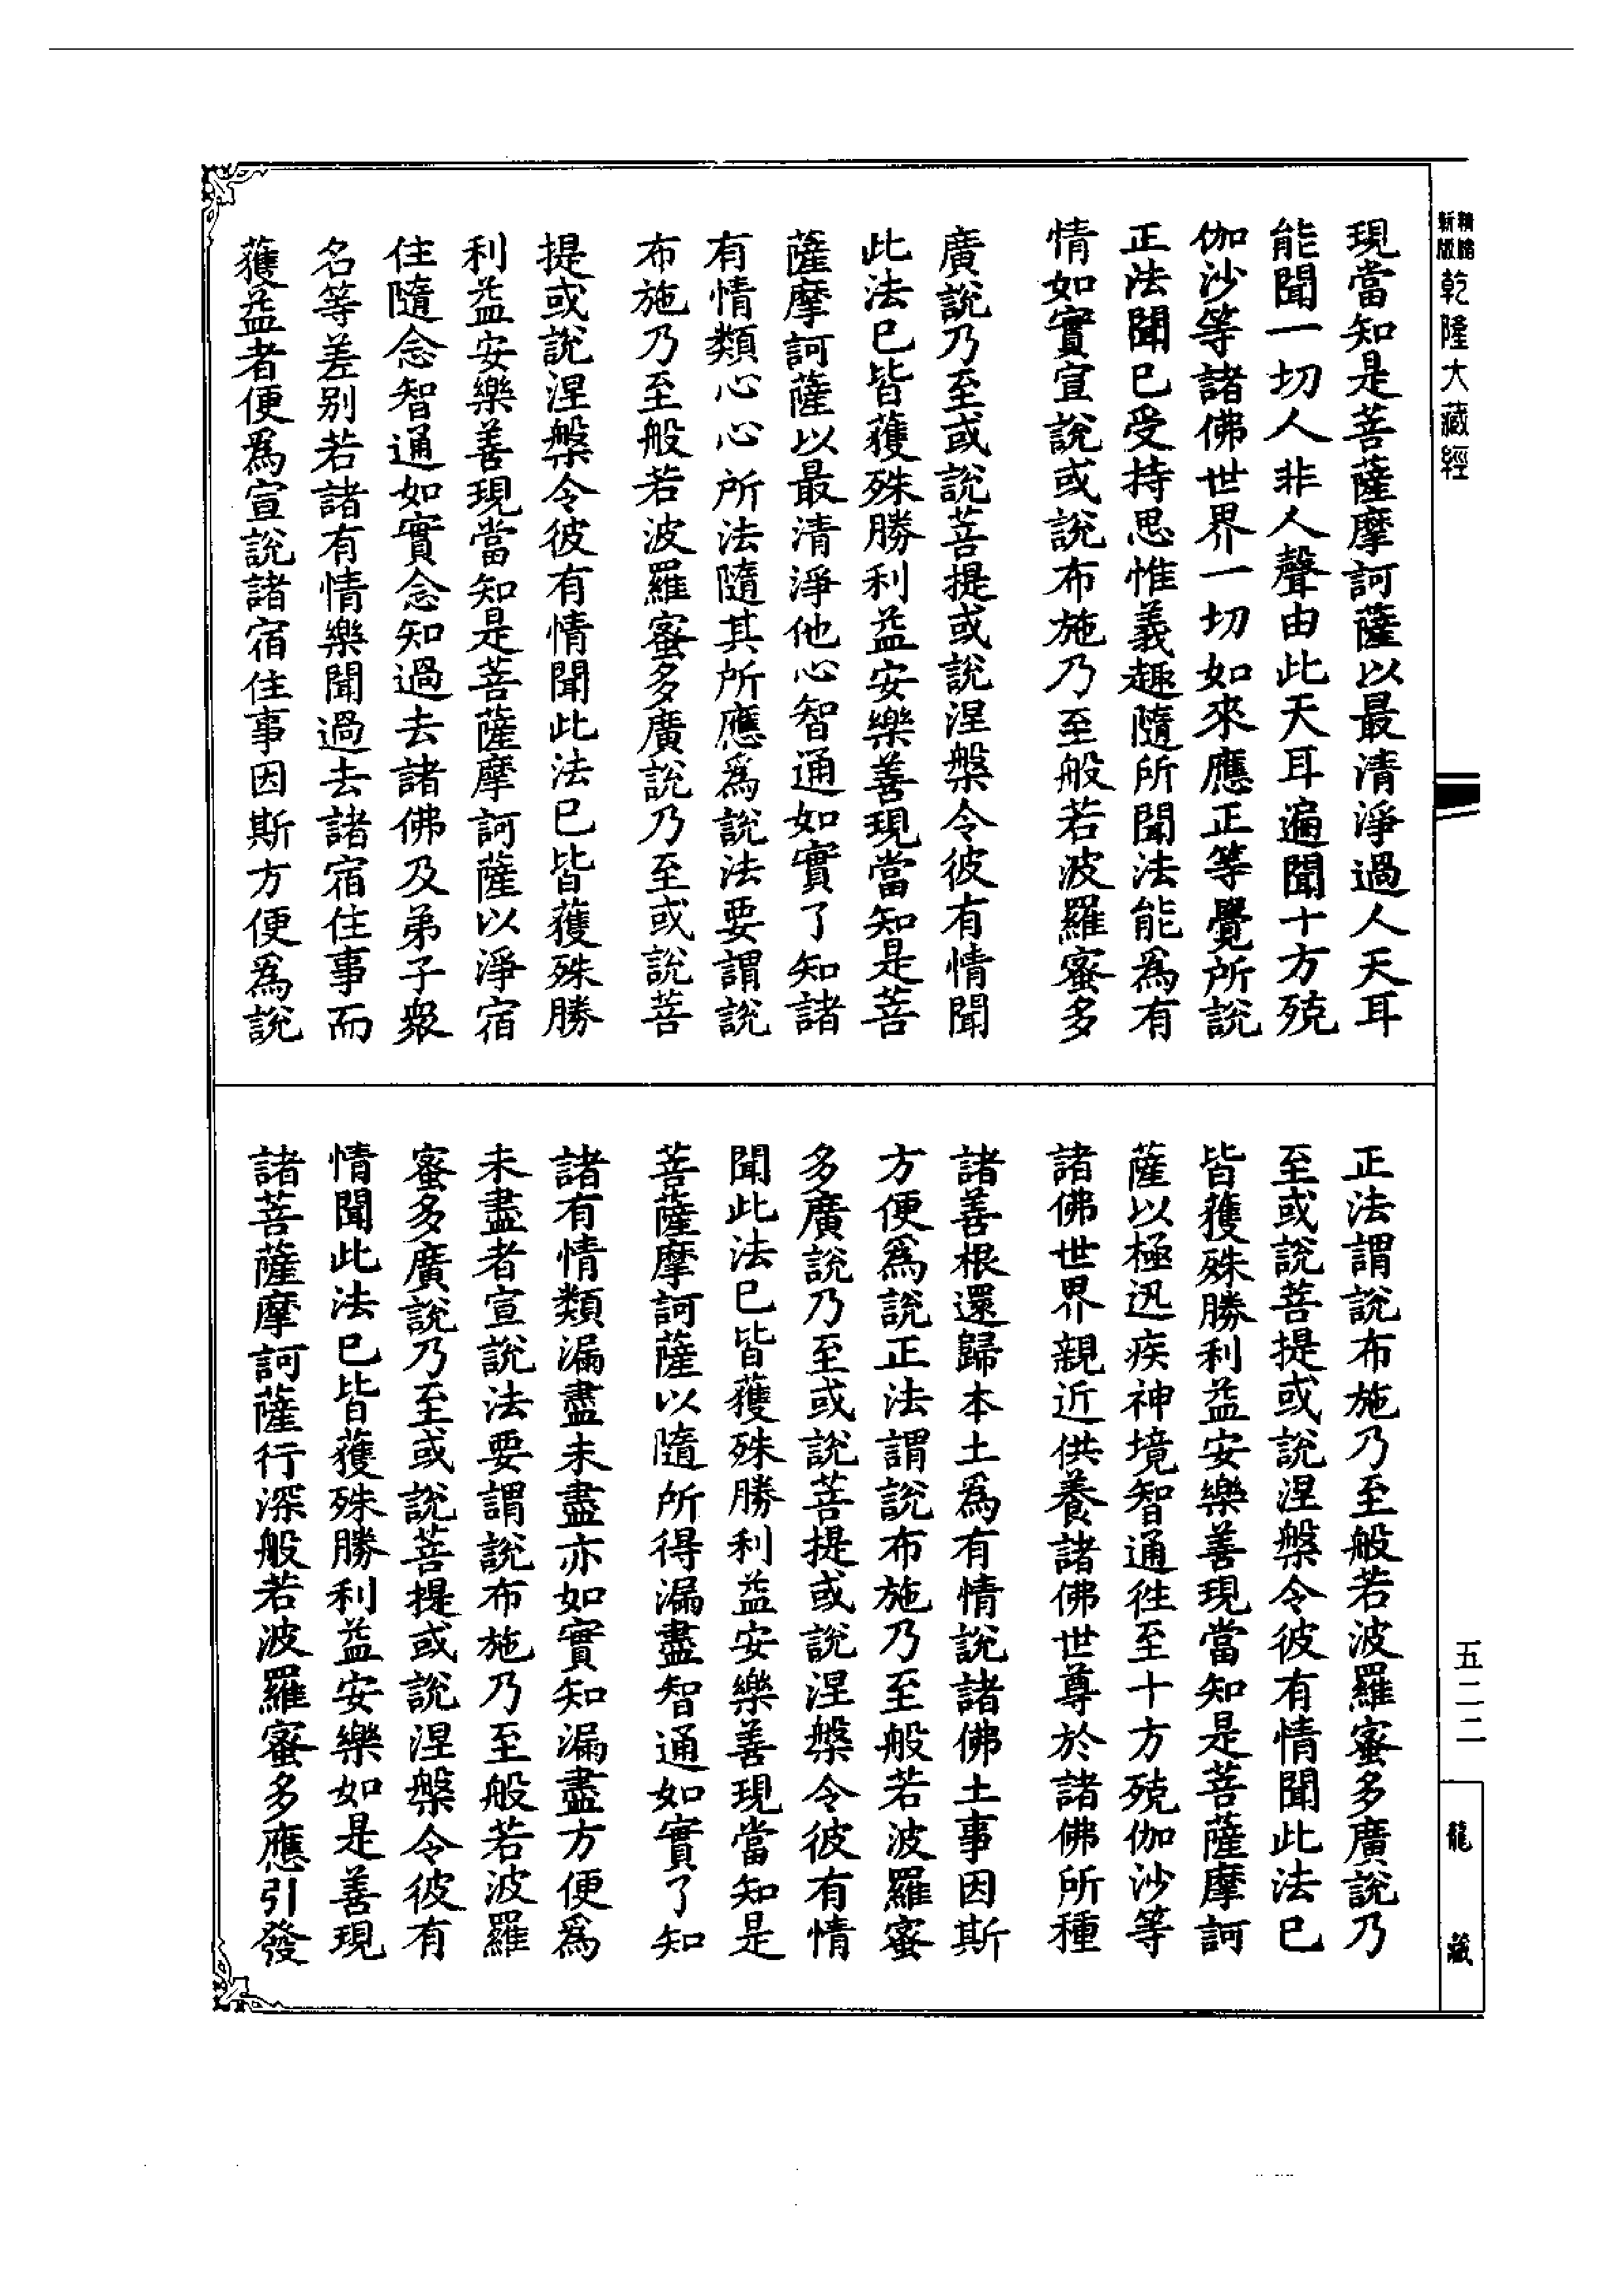 精縮新版乾隆大藏經
現當知是菩薩摩訶薩以最清淨過人天耳
能聞一切人非人聲由此天耳遍聞十方殑
伽沙等諸佛世界一切如來應正等覺所說
正法聞已受持思惟義趣隨所聞法能爲有
情如實宣說或說布施乃至般若波羅蜜多
廣說乃至或說菩提或說涅槃令彼有情聞
此法已皆獲殊勝利益安樂善現當知是菩
薩摩訶薩以最清淨他心智通如實了知諸
有情類心心所法隨其所應爲說法要謂說
布施乃至般若波羅蜜多廣說乃至或說菩
提或說涅槃令彼有情聞此法已皆獲殊勝
利益安樂善現當知是菩薩摩訶薩以淨宿
住隨念智通如實念知過去諸佛及弟子衆
名等差别若諸有情樂聞過去諸宿住事而
獲益者便爲宣說諸宿住事因斯方便爲說
正法謂說布施乃至般若波羅蜜多廣說乃
至或說菩提或說涅槃令彼有情聞此法已
皆獲殊勝利益安樂善現當知是菩薩摩訶
薩以極迅疾神境智通往至十方殑伽沙等
諸佛世界親近供養諸佛世尊於諸佛所種
諸善根還歸本土爲有情說諸佛土事因斯
方便爲說正法謂說布施乃至般若波羅蜜
多廣說乃至或說菩提或說涅槃令彼有情
聞此法已皆獲殊勝利益安樂善現當知是
菩薩摩訶薩以隨所得漏盡智通如實了知
諸有情類漏盡未盡亦如實知漏盡方便爲
未盡者宣說法要謂說布施乃至般若波羅
蜜多廣說乃至或說菩提或說涅槃令彼有
情聞此法已皆獲殊勝利益安樂如是善現
諸菩薩摩訶薩行深般若波羅蜜多應引發
五二二
龍藏